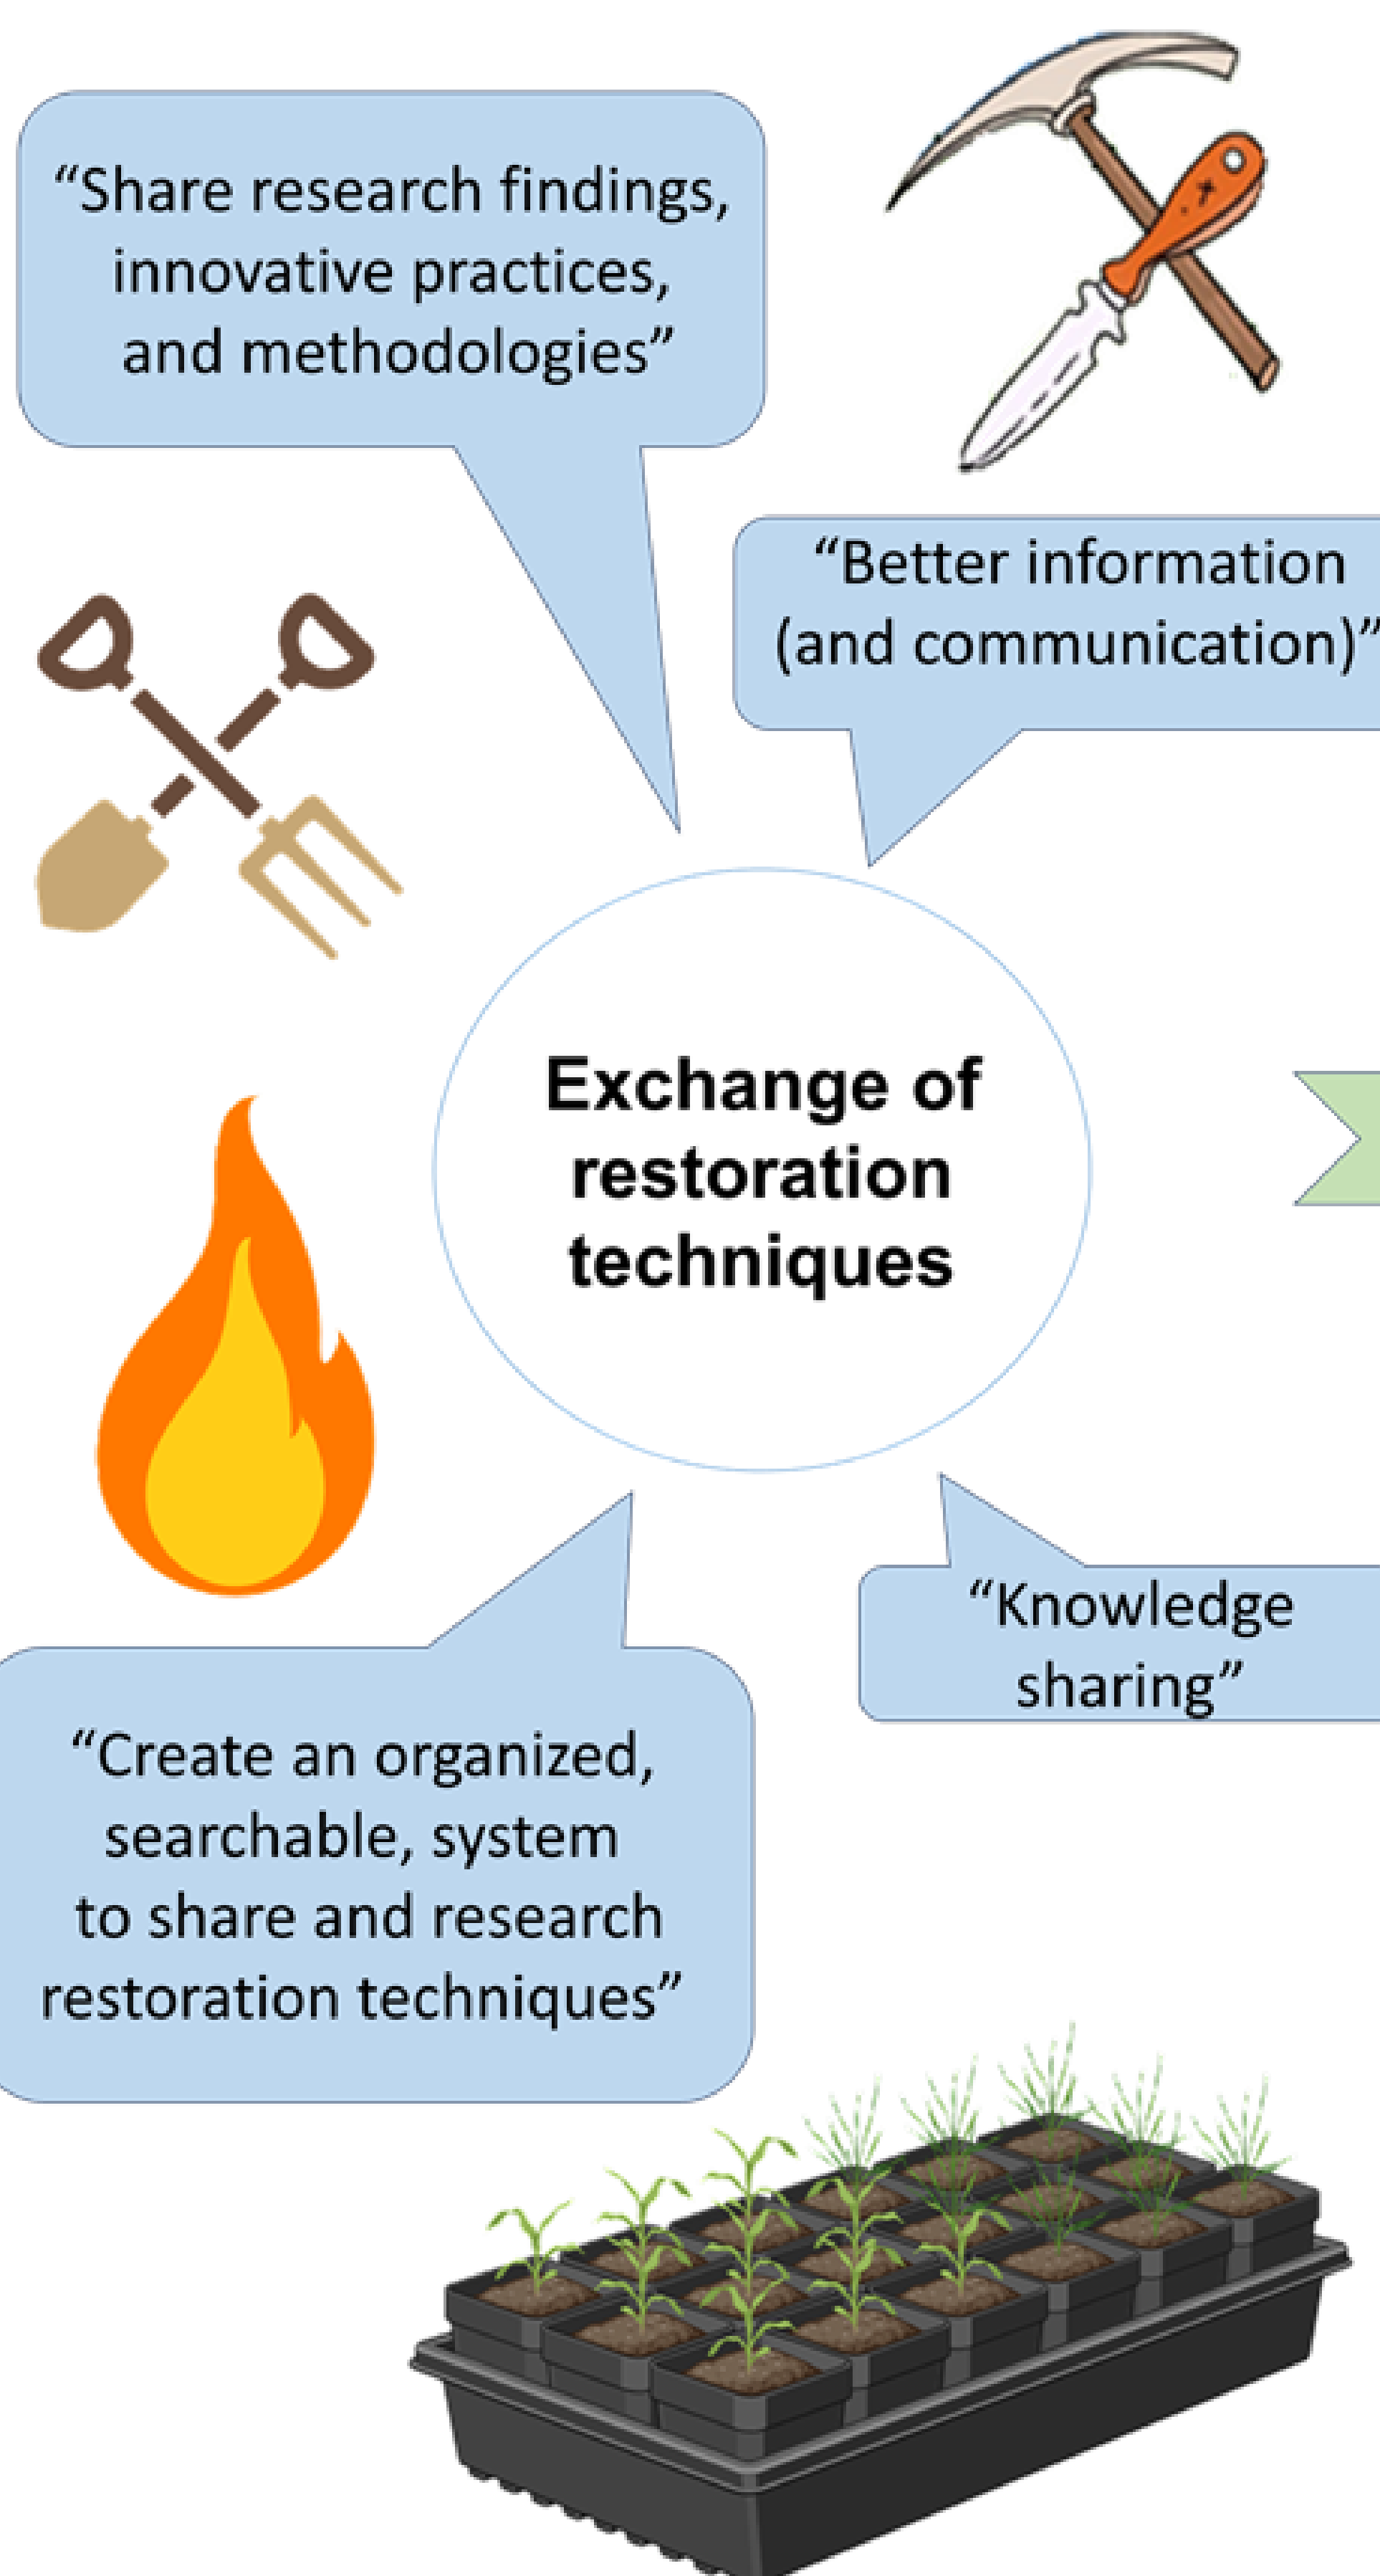 “Share research findings,
innovative practices,
and methodologies”
“Better information
(and communication)”
Exchange of
restoration
techniques
“Knowledge
sharing”
“Create an organized,
searchable, system
to share and research
restoration techniques”